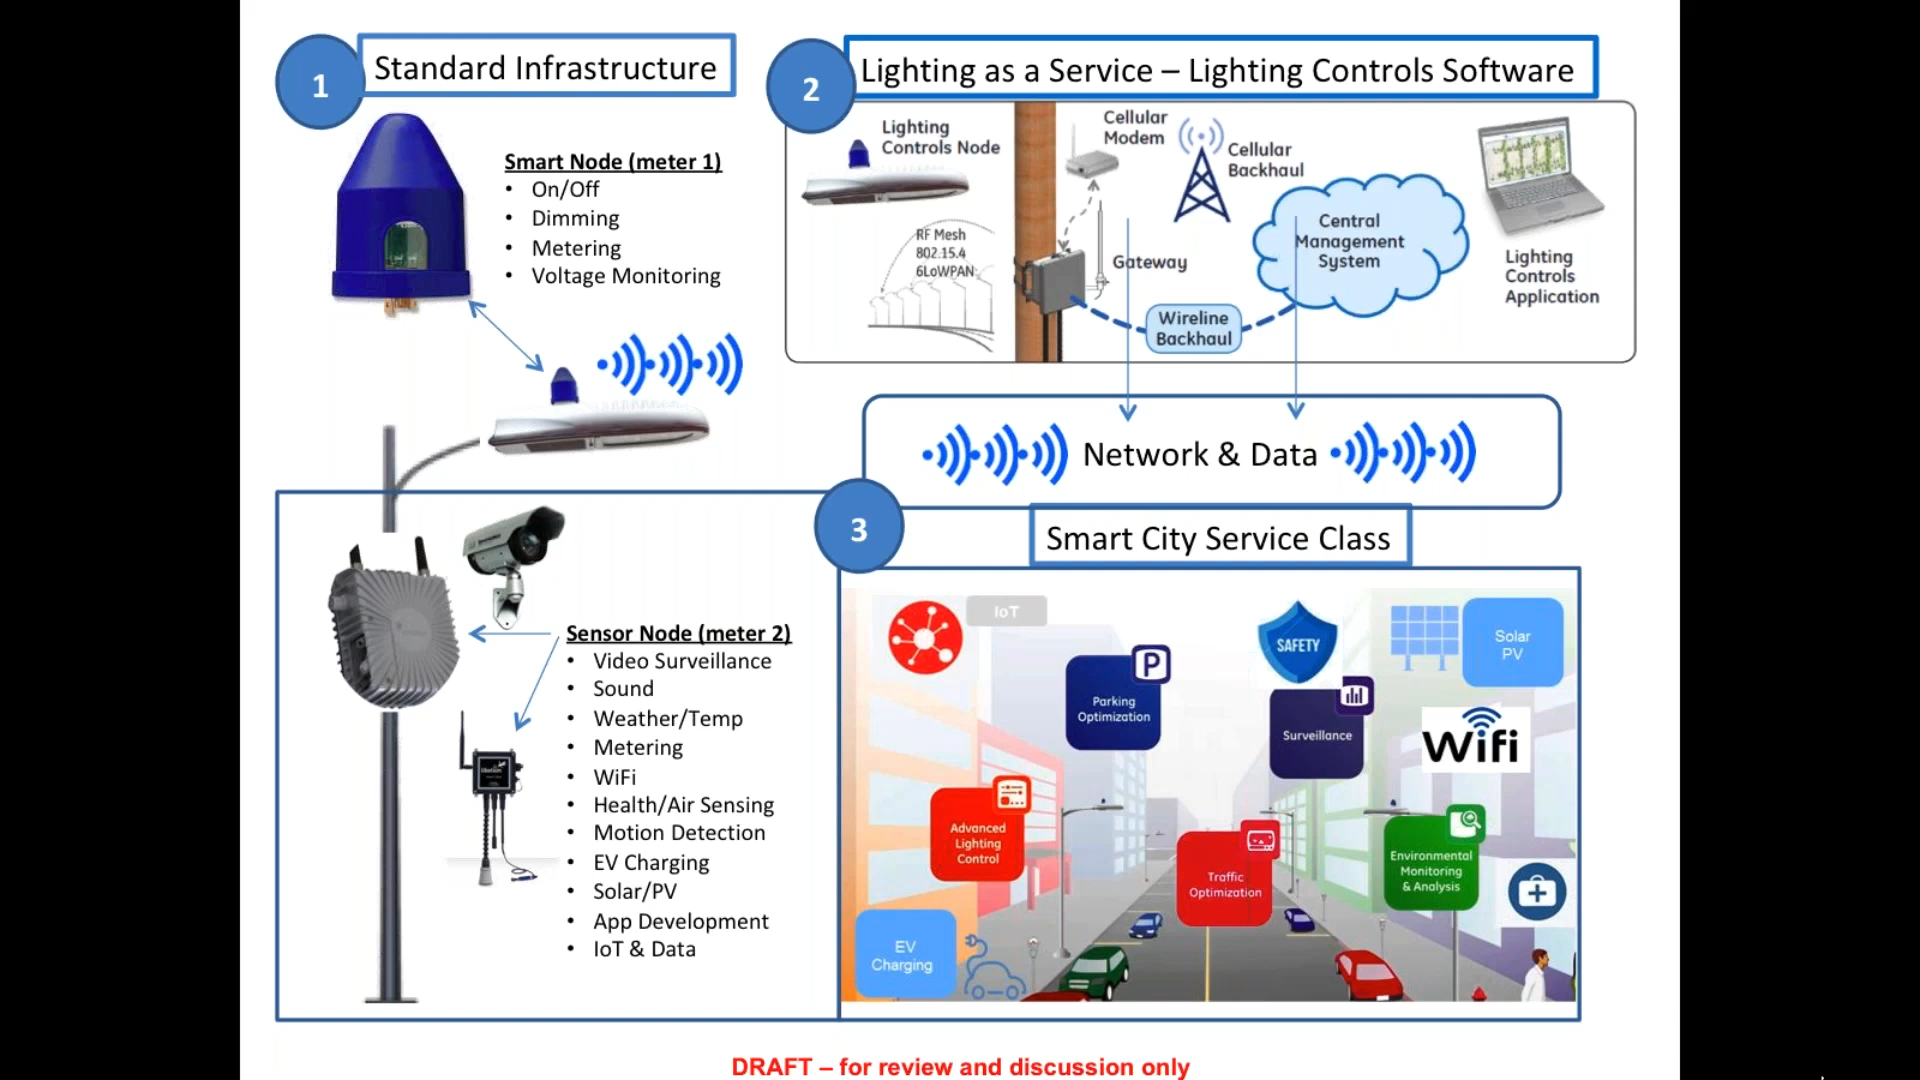 1
Standard Infrastructure
Smart Node (meter 1)
• On/Off
• Dimming
• Metering
• Voltage Monitoring
2
Lighting as a Service – Lighting Controls Software
Lighting
Controls Node
Cellular
Modem
Cellular
Backhaul
RF Mesh
802.15.4
6LoWPAN
Gateway
Wireline
Backhaul
Central
Management
System
Lighting
Controls
Application
Network & Data
3
Smart City Service Class
Sensor Node (meter 2)
• Video Surveillance
• Sound
• Weather/Temp
• Metering
• WiFi
• Health/Air Sensing
• Motion Detection
• EV Charging
• Solar/PV
• App Development
• IoT & Data
IoT
P
Parking
Optimization
SAFETY
Surveillance
Solar
PV
Wifi
Advanced
Lighting
Control
Traffic
Optimization
Environmental
Monitoring
& Analysis
EV
Charging
DRAFT – for review and discussion only